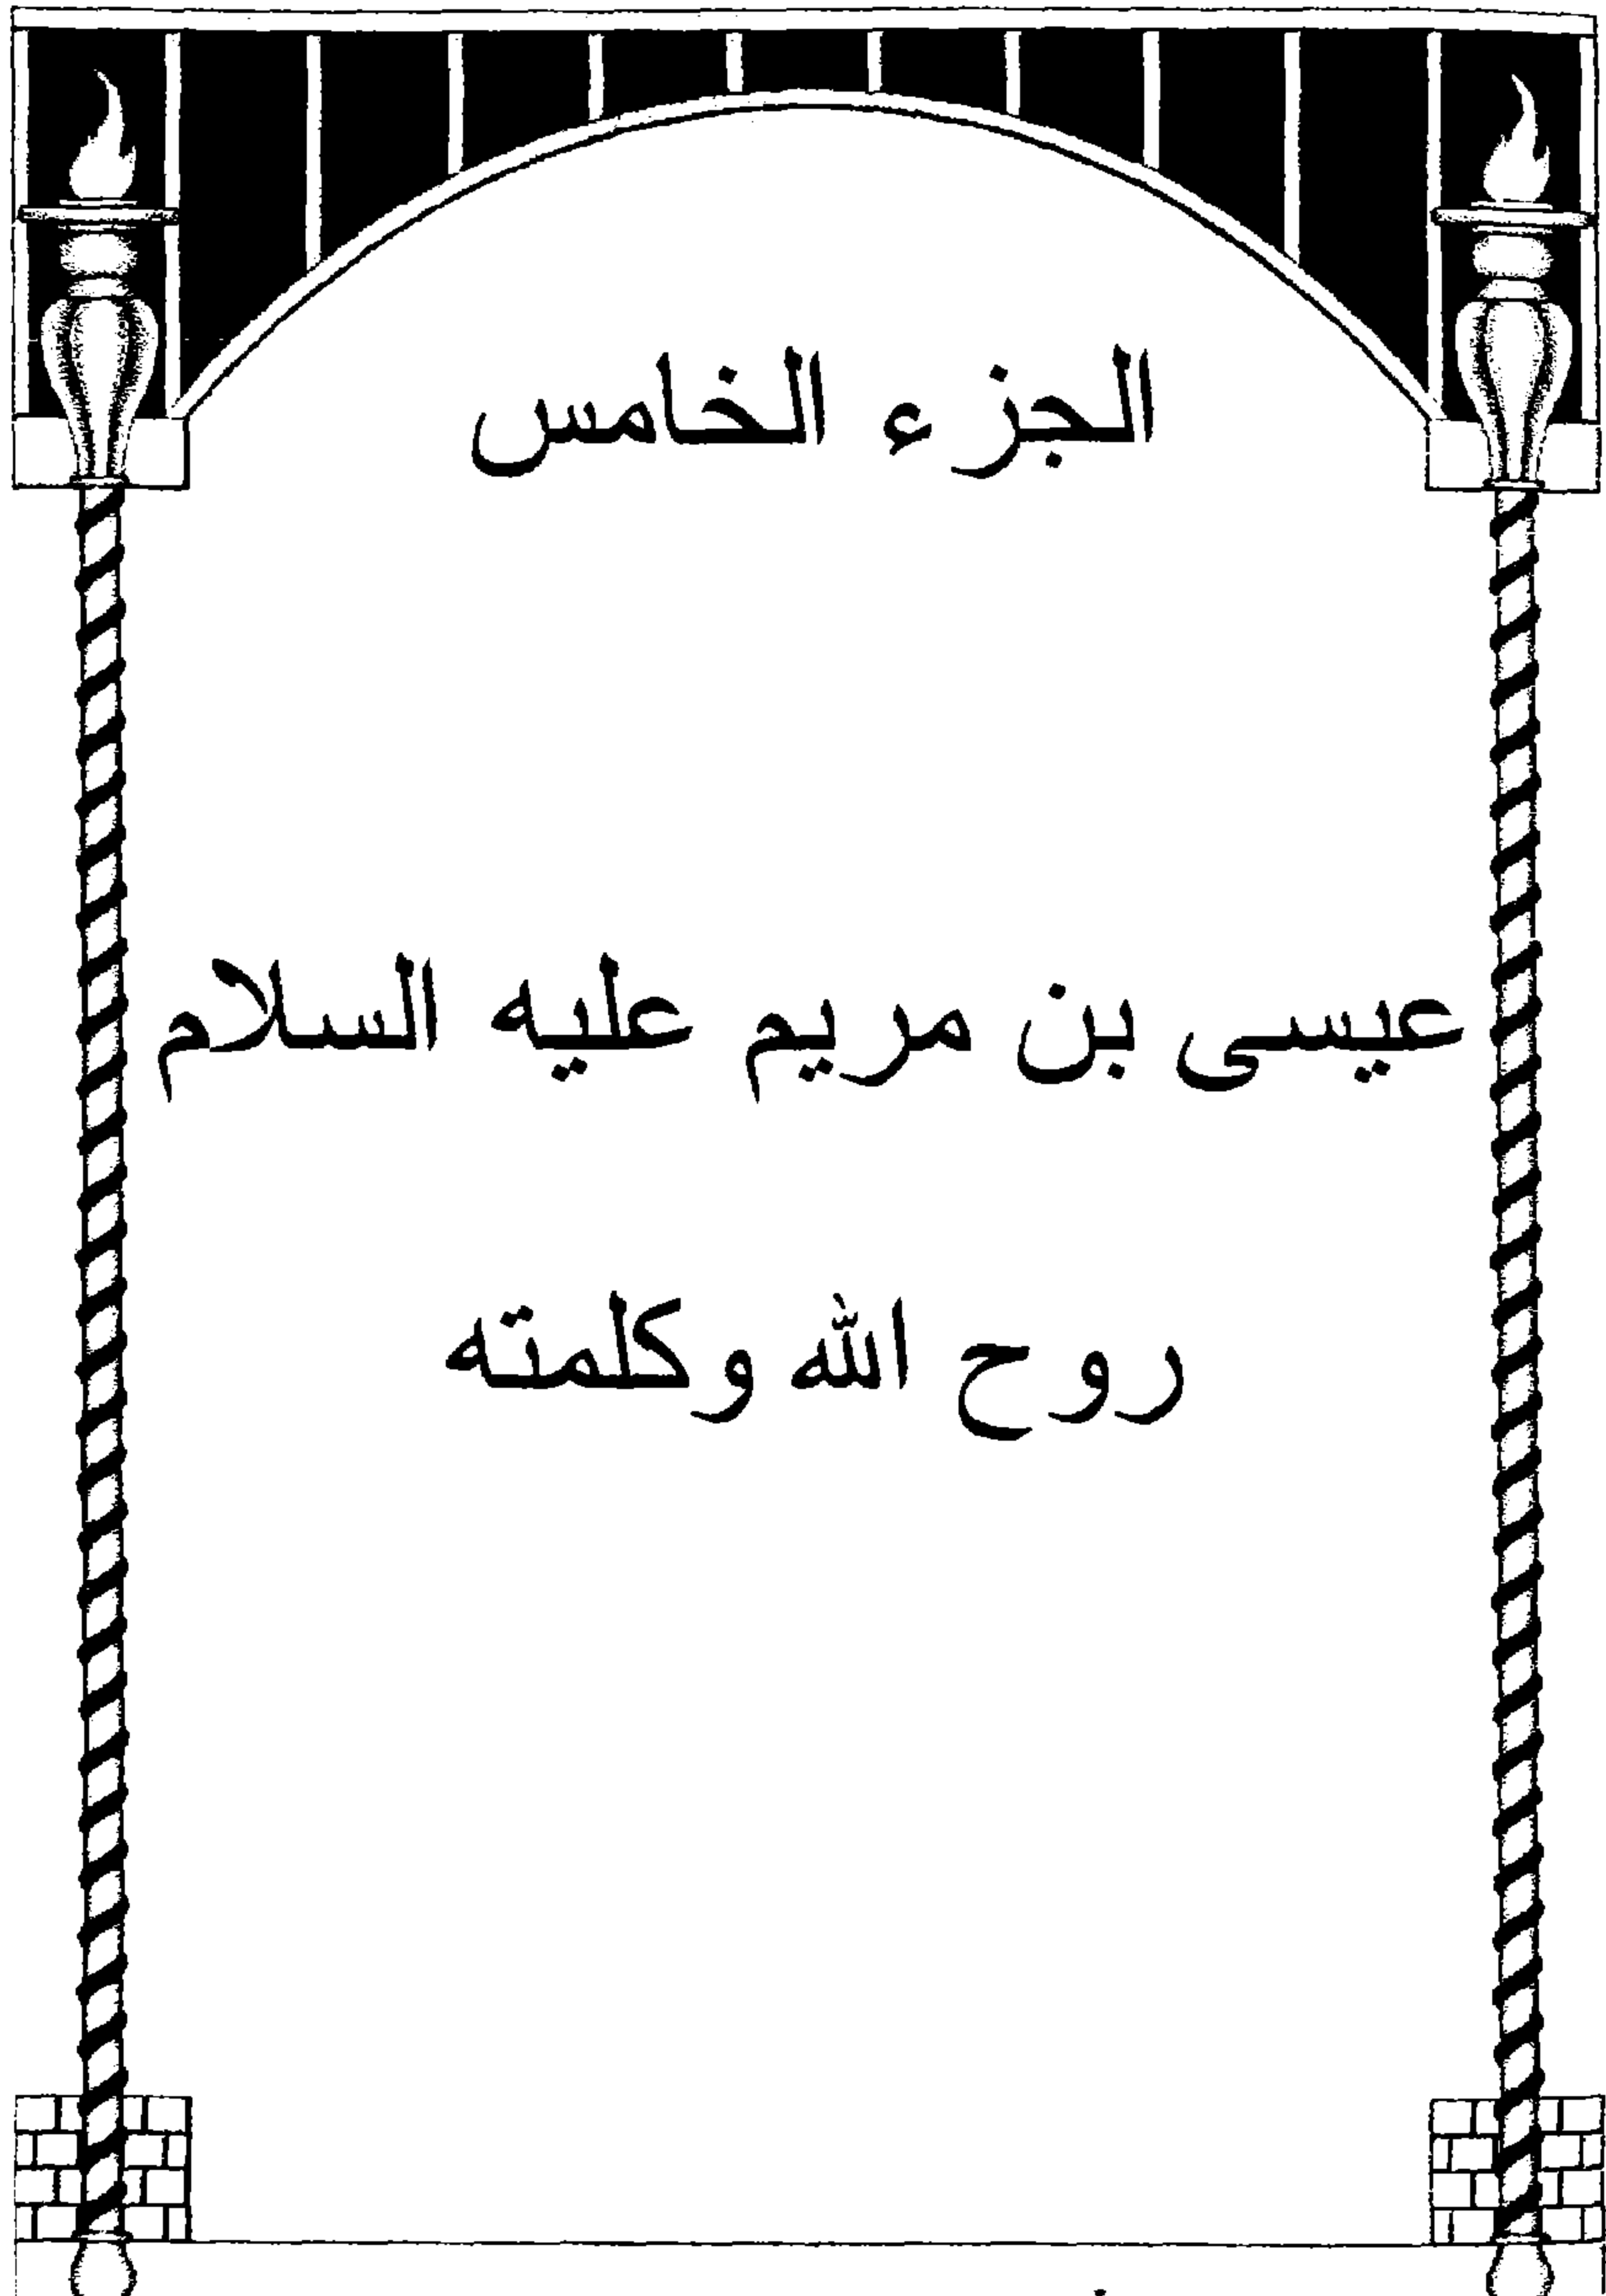 الجزء الخامس
عيسى بن مريم عليه السلام
روح الله وكلمته